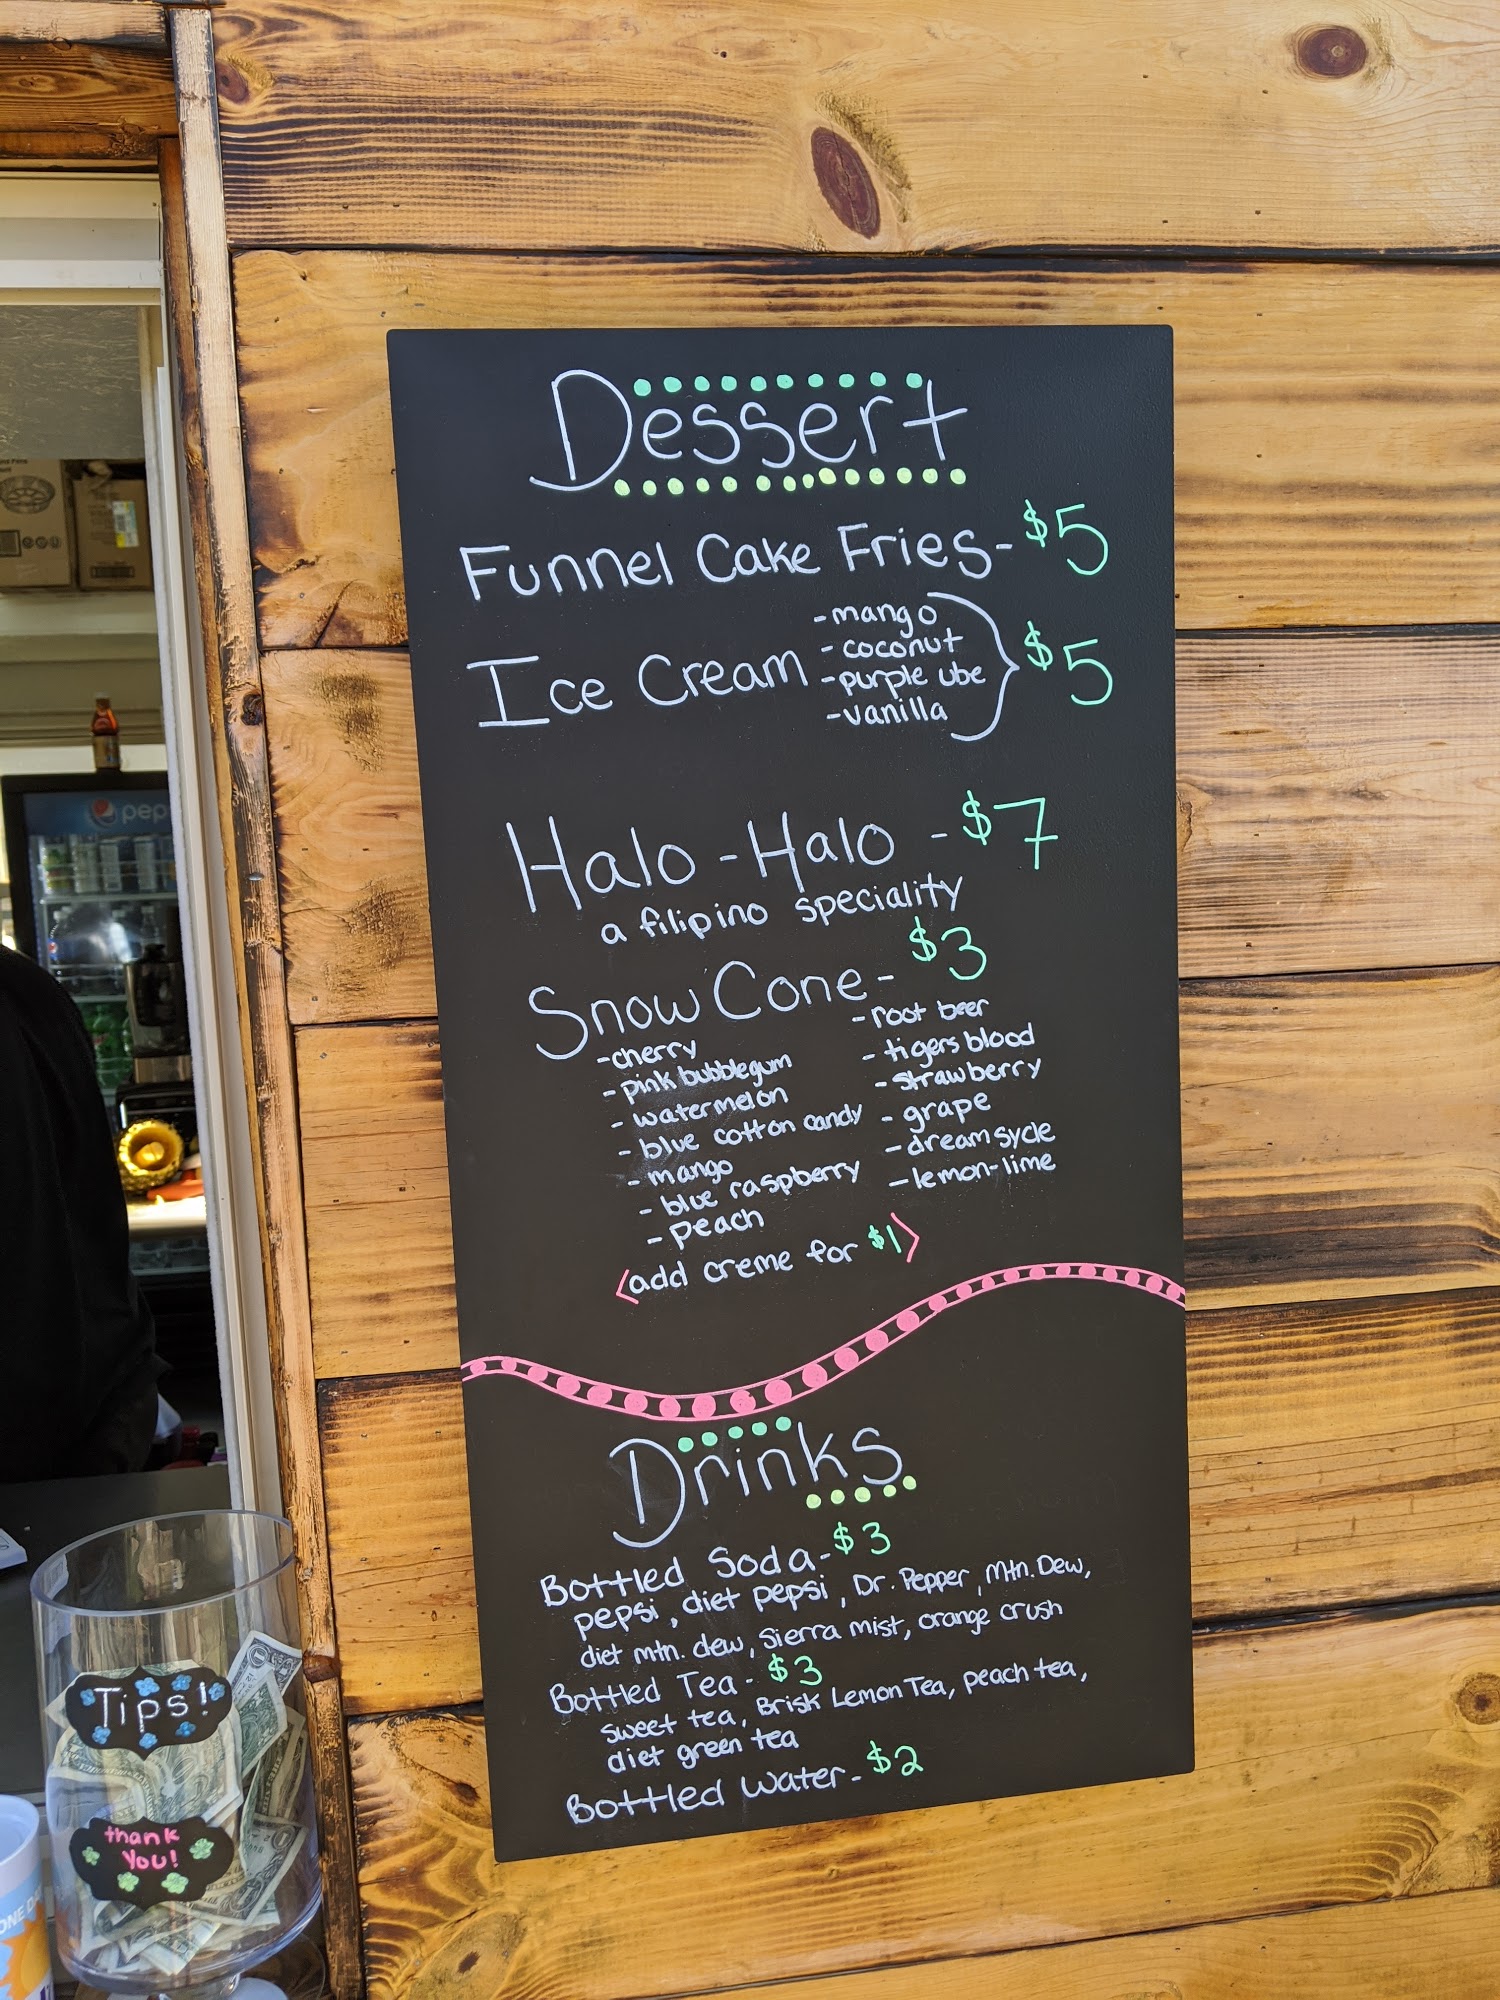 Dessert
Funnel Cake Fries - $5
Ice Cream
- mango
- coconut
- purple ube
- vanilla
$5
Halo - Halo - $7
a filipino speciality
Snow Cone - $3
- cherry
- pink bubblegum
- watermelon
- blue cotton candy
- mango
- blue raspberry
- peach
- root beer
- tigers blood
- strawberry
- grape
- dreamsycle
- lemon-lime
<add creme for $1>
Drinks
Bottled Soda - $3
pepsi, diet pepsi, Dr. Pepper, Mtn. Dew,
diet mtn. dew, Sierra mist, orange crush
Bottled Tea - $3
sweet tea, Brisk Lemon Tea, peach tea,
diet green tea
Bottled Water - $2
Tips!
thank
you!
pep